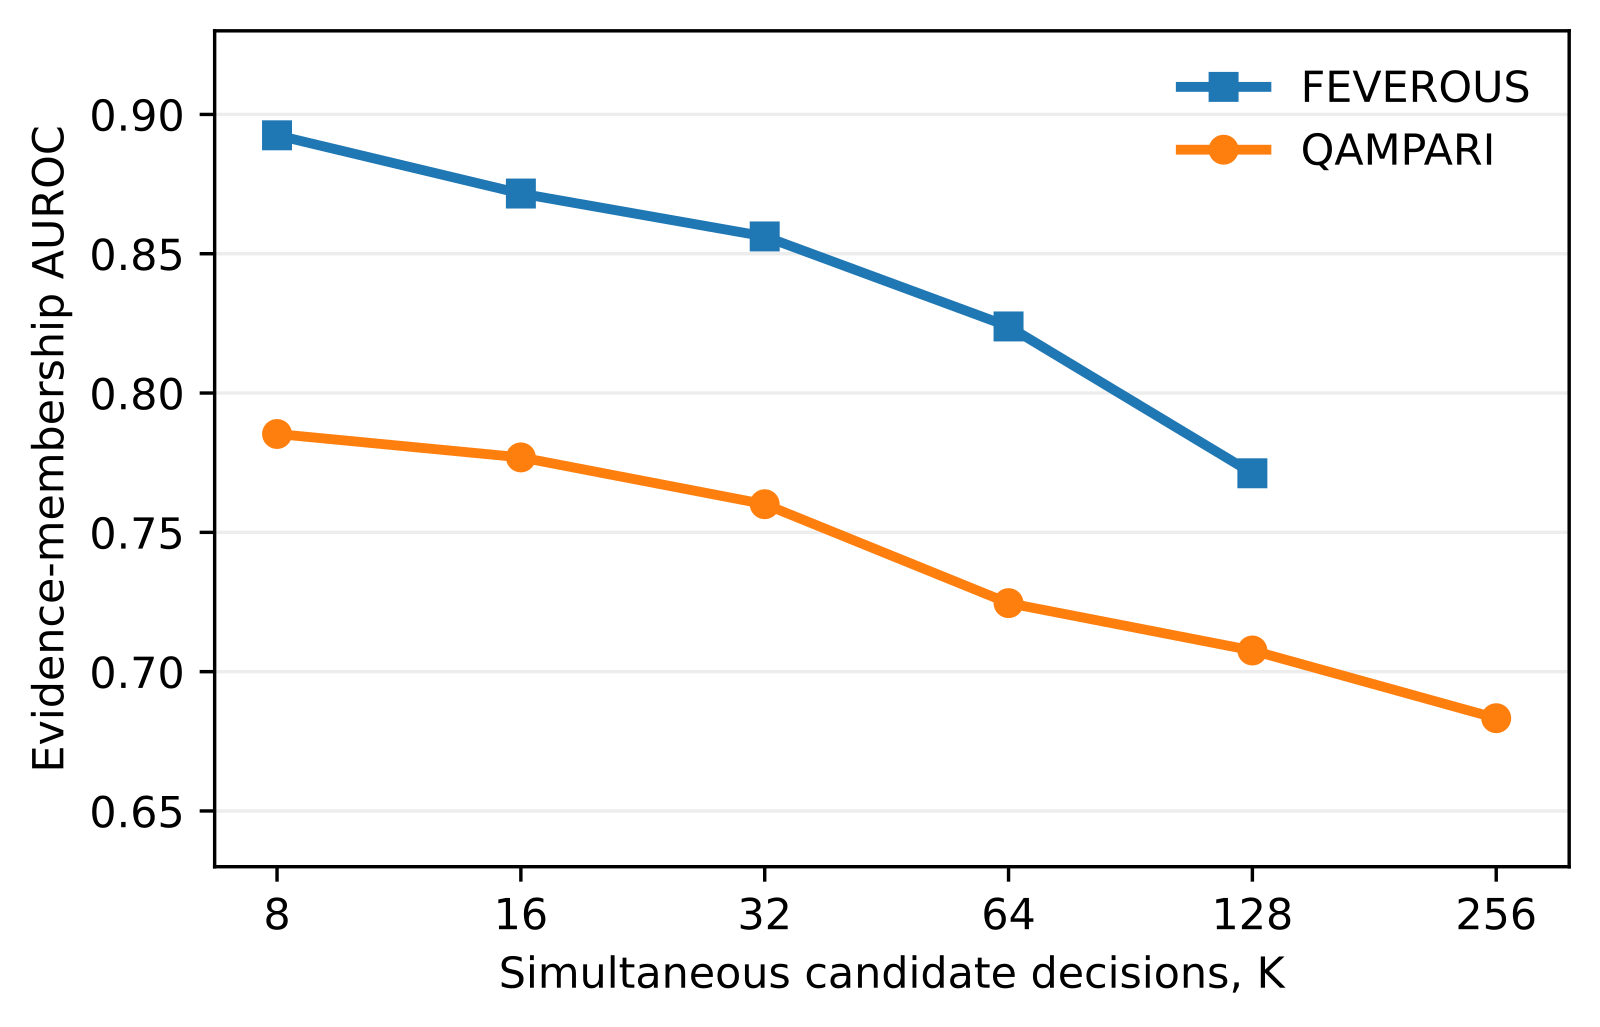 FEVEROUS
QAMPARI
Evidence-membership AUROC
0.90
0.85
0.80
0.75
0.70
0.65
8 16 32 64 128 256
Simultaneous candidate decisions, K